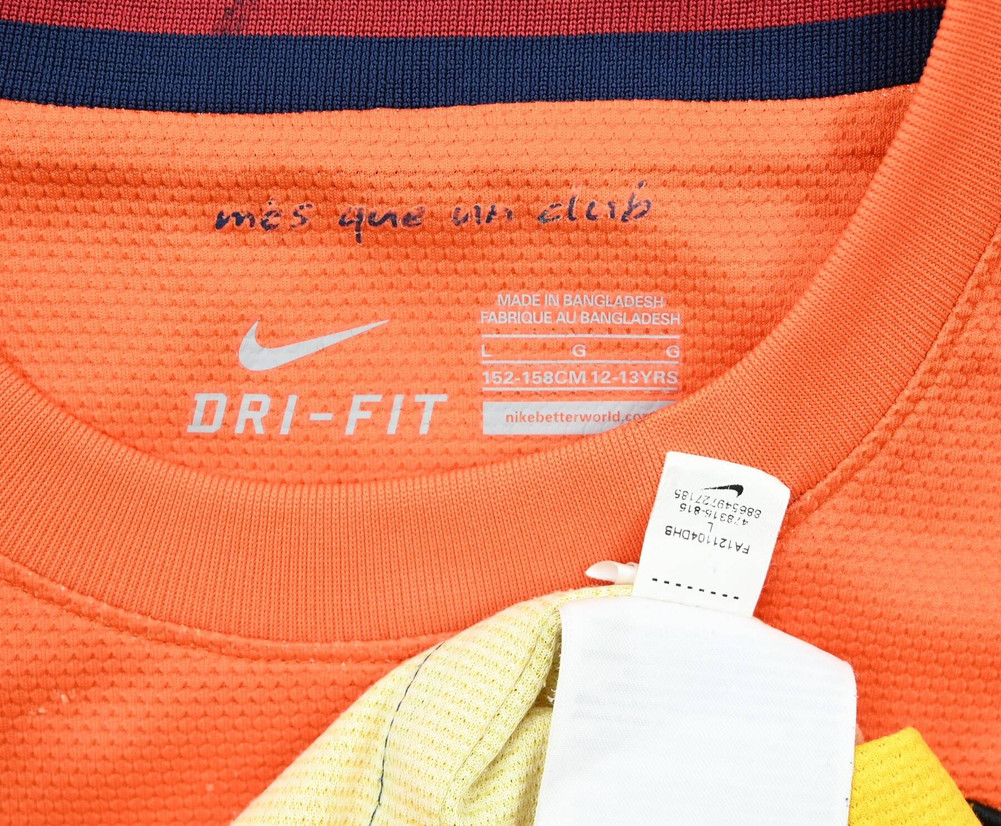 més que un club
MADE IN BANGLADESH
FABRIQUE AU BANGLADESH
L G G
152-158CM 12-13YRS
nikebetterworld.com
DRI-FIT
FA121104DHB
L
478315-815
886549727185